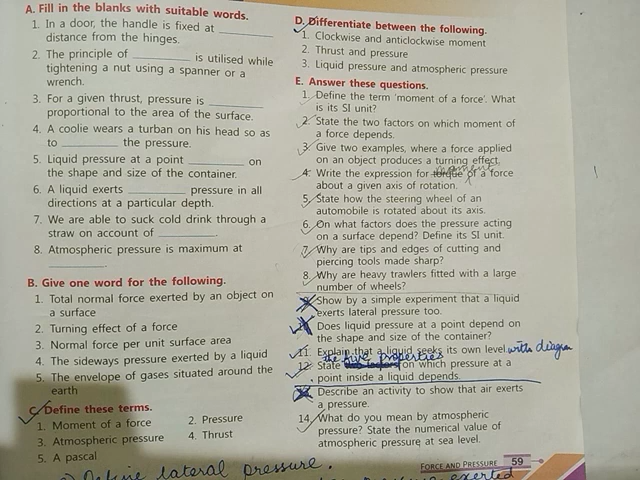 A. Fill in the blanks with suitable words.
1. In a door, the handle is fixed at ________
distance from the hinges.
2. The principle of ________ is utilised while
tightening a nut using a spanner or a
wrench.
3. For a given thrust, pressure is ________
proportional to the area of the surface.
4. A coolie wears a turban on his head so as
to ________ the pressure.
5. Liquid pressure at a point ________ on
the shape and size of the container.
6. A liquid exerts ________ pressure in all
directions at a particular depth.
7. We are able to suck cold drink through a
straw on account of ________.
8. Atmospheric pressure is maximum at
________.
B. Give one word for the following.
1. Total normal force exerted by an object on
a surface
2. Turning effect of a force
3. Normal force per unit surface area
4. The sideways pressure exerted by a liquid
5. The envelope of gases situated around the
earth
C. Define these terms.
1. Moment of a force 2. Pressure
3. Atmospheric pressure 4. Thrust
5. A pascal
Define lateral pressure.
D. Differentiate between the following.
1. Clockwise and anticlockwise moment
2. Thrust and pressure
3. Liquid pressure and atmospheric pressure
E. Answer these questions.
1. Define the term 'moment of a force'. What
is its SI unit?
2. State the two factors on which moment of
a force depends.
3. Give two examples, where a force applied
on an object produces a turning effect.
moment
4. Write the expression for torque of a force
about a given axis of rotation.
5. State how the steering wheel of an
automobile is rotated about its axis.
6. On what factors does the pressure acting
on a surface depend? Define its SI unit.
7. Why are tips and edges of cutting and
piercing tools made sharp?
8. Why are heavy trawlers fitted with a large
number of wheels?
9. Show by a simple experiment that a liquid
exerts lateral pressure too.
Does liquid pressure at a point depend on
the shape and size of the container?
11. Explain that a liquid seeks its own level. with diagram
the five properties
12. State two factors on which pressure at a
point inside a liquid depends.
Describe an activity to show that air exerts
a pressure.
14. What do you mean by atmospheric
pressure? State the numerical value of
atmospheric pressure at sea level.
FORCE AND PRESSURE 59
exerted